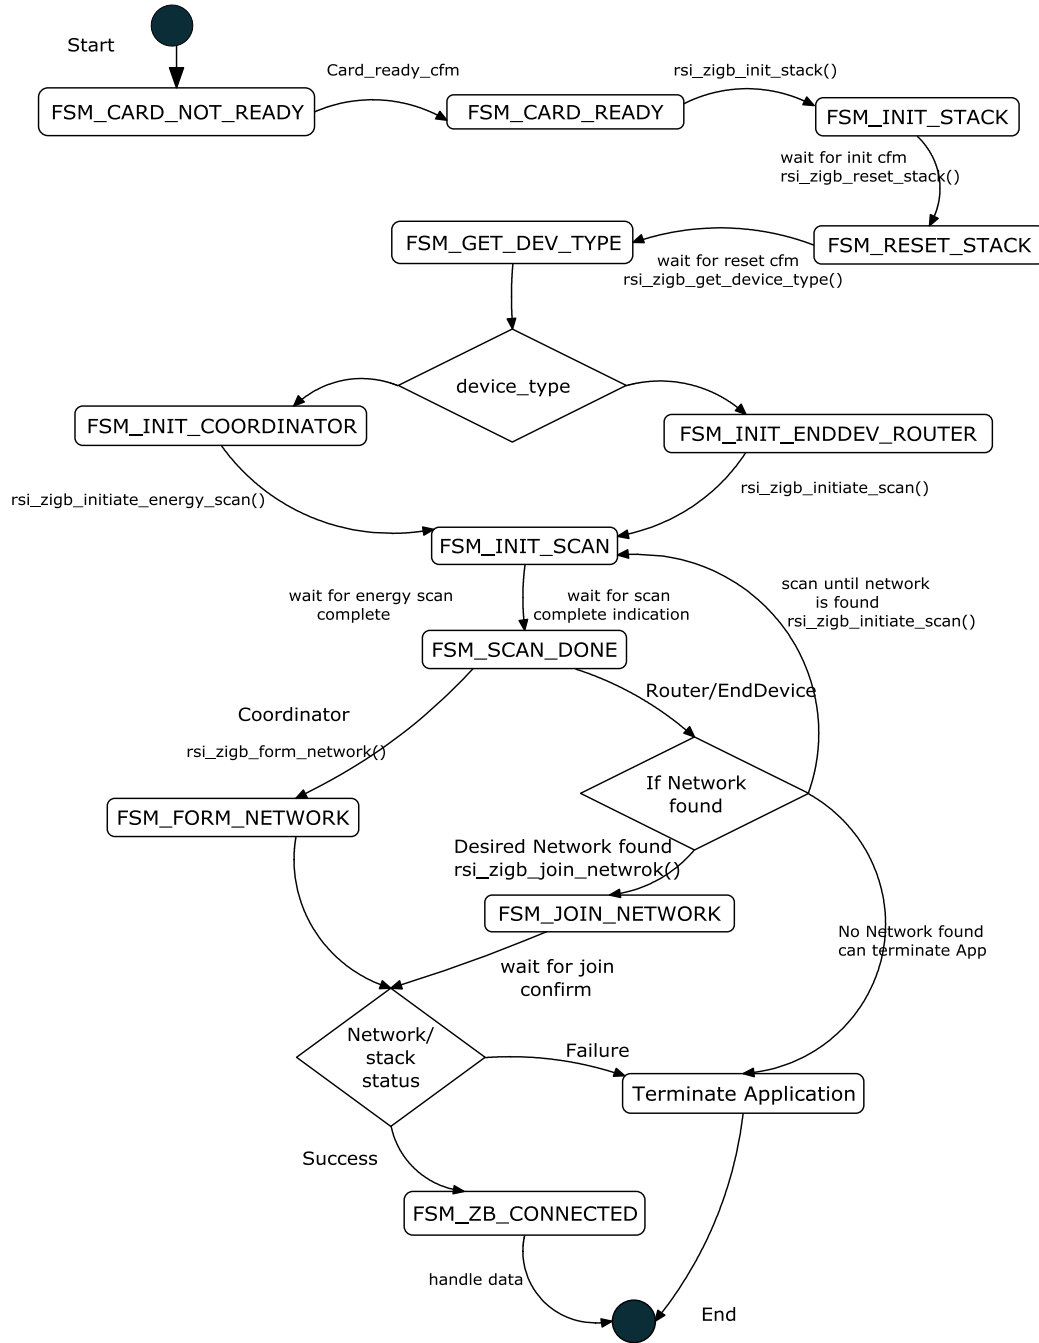 Start
Card_ready_cfm
rsi_zigb_init_stack()
FSM_CARD_NOT_READY
FSM_CARD_READY
FSM_INIT_STACK
wait for init cfm
rsi_zigb_reset_stack()
FSM_GET_DEV_TYPE
FSM_RESET_STACK
wait for reset cfm
rsi_zigb_get_device_type()
device_type
FSM_INIT_COORDINATOR
FSM_INIT_ENDDEV_ROUTER
rsi_zigb_initiate_energy_scan()
rsi_zigb_initiate_scan()
FSM_INIT_SCAN
wait for energy scan
complete
wait for scan
complete indication
scan until network
is found
rsi_zigb_initiate_scan()
FSM_SCAN_DONE
Router/EndDevice
Coordinator
rsi_zigb_form_network()
If Network
found
FSM_FORM_NETWORK
Desired Network found
rsi_zigb_join_netwrok()
FSM_JOIN_NETWORK
No Network found
can terminate App
wait for join
confirm
Network/
stack
status
Failure
Terminate Application
Success
FSM_ZB_CONNECTED
handle data
End